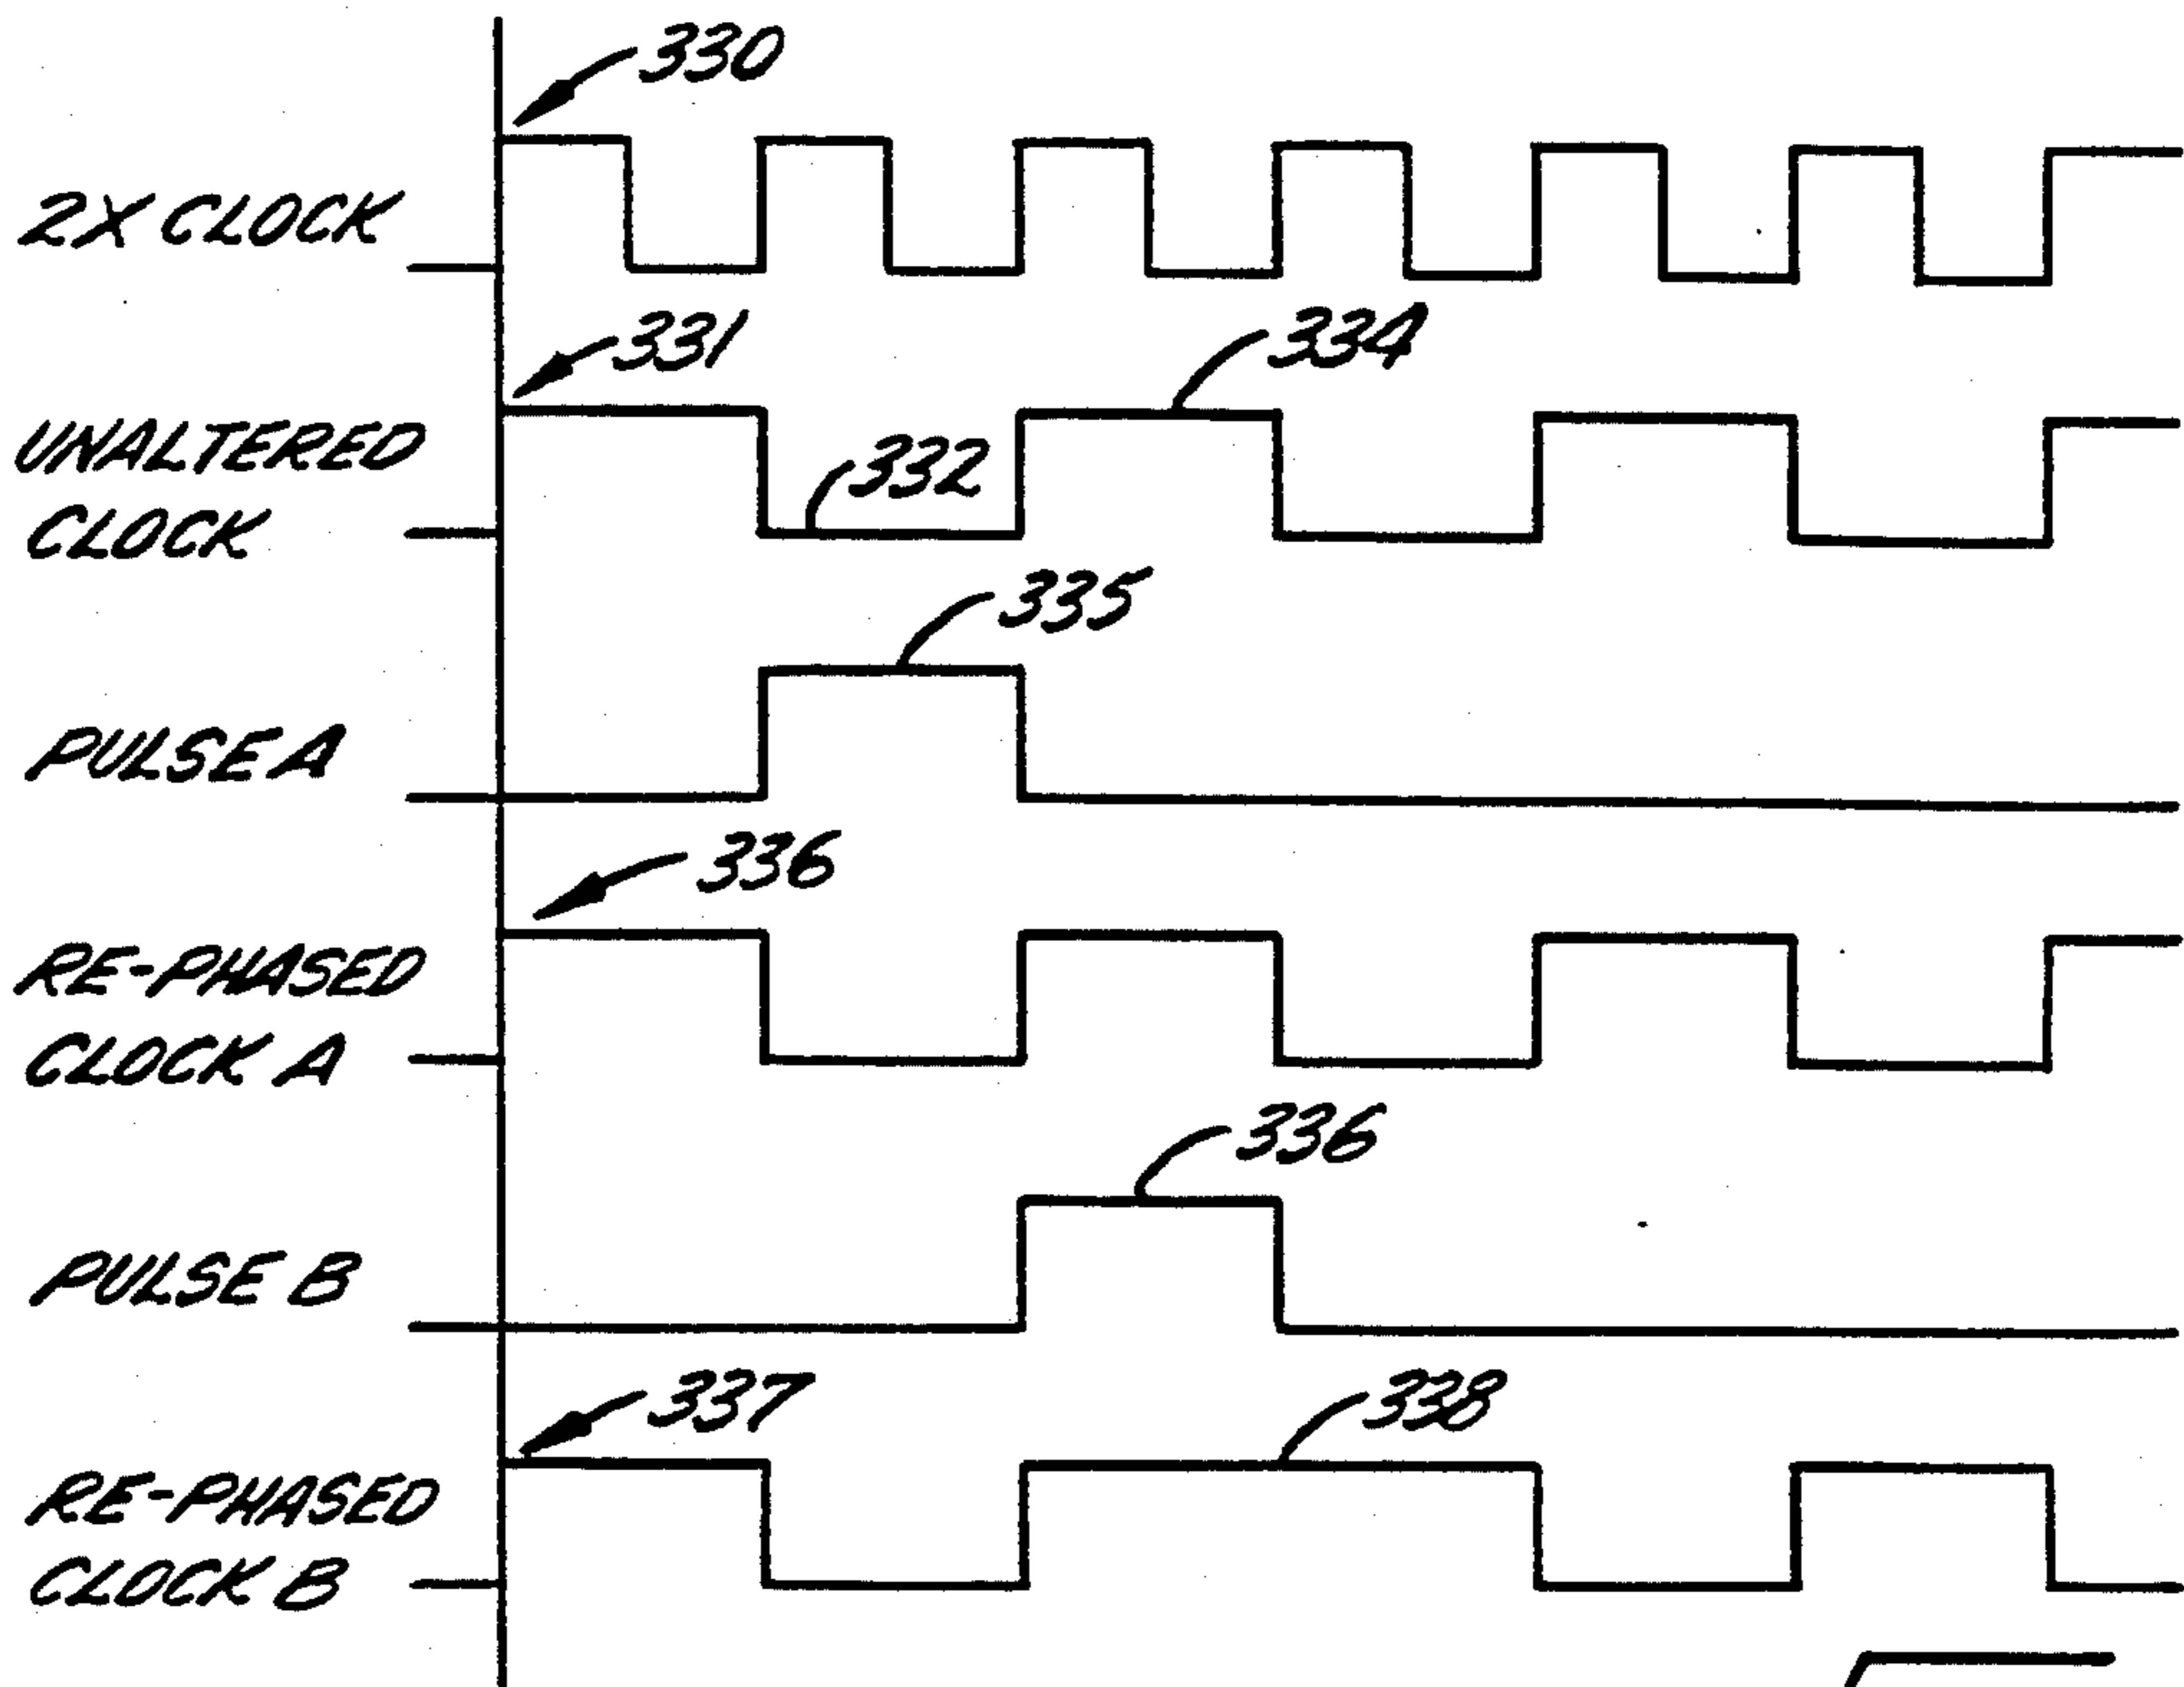 330
2X CLOCK
331
334
UNALTERED
CLOCK
332
335
PULSE A
336
RE-PHASED
CLOCK A
336
PULSE B
337
338
RE-PHASED
CLOCK B